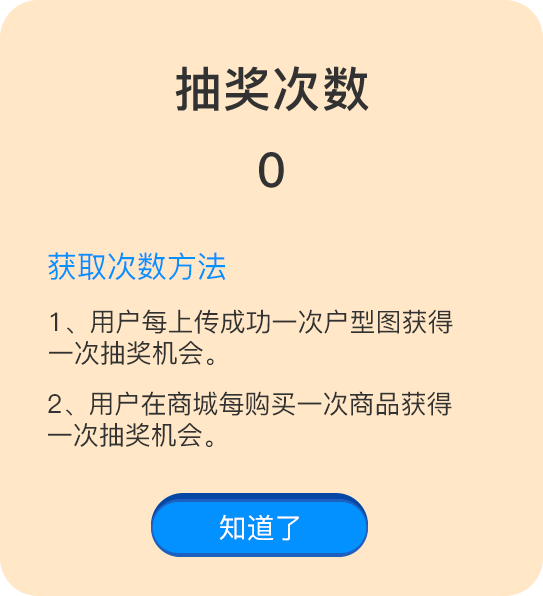 抽奖次数
0
获取次数方法
1、用户每上传成功一次户型图获得
一次抽奖机会。
2、用户在商城每购买一次商品获得
一次抽奖机会。
知道了